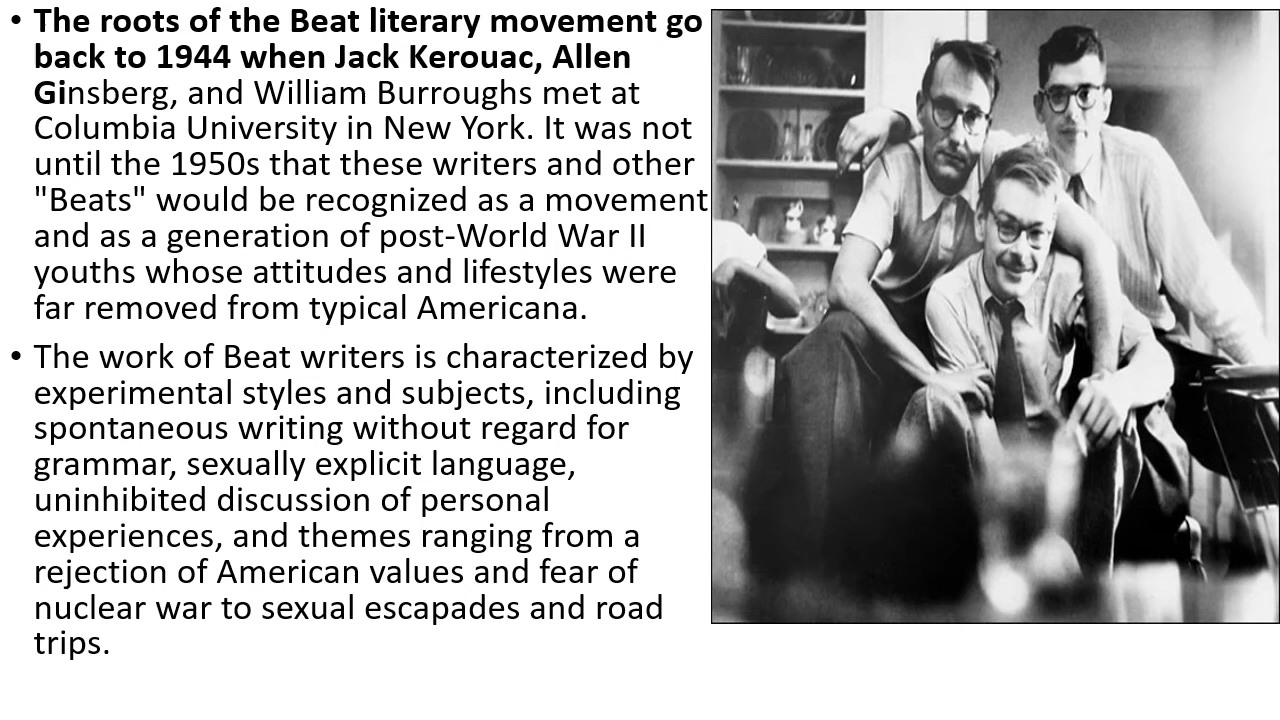 • The roots of the Beat literary movement go
back to 1944 when Jack Kerouac, Allen
Ginsberg, and William Burroughs met at
Columbia University in New York. It was not
until the 1950s that these writers and other
"Beats" would be recognized as a movement
and as a generation of post-World War II
youths whose attitudes and lifestyles were
far removed from typical Americana.
• The work of Beat writers is characterized by
experimental styles and subjects, including
spontaneous writing without regard for
grammar, sexually explicit language,
uninhibited discussion of personal
experiences, and themes ranging from a
rejection of American values and fear of
nuclear war to sexual escapades and road
trips.